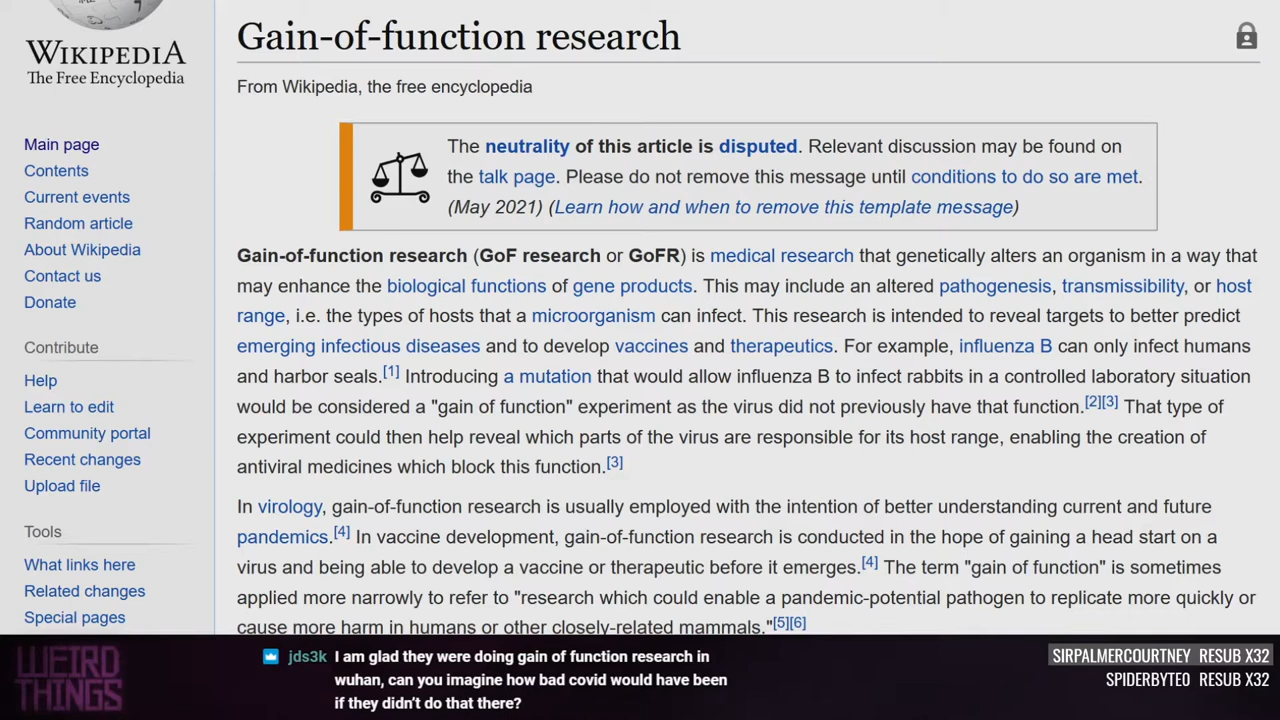 WIKIPEDIA
The Free Encyclopedia
Main page
Contents
Current events
Random article
About Wikipedia
Contact us
Donate
Contribute
Help
Learn to edit
Community portal
Recent changes
Upload file
Tools
What links here
Related changes
Special pages
Gain-of-function research
From Wikipedia, the free encyclopedia
The neutrality of this article is disputed. Relevant discussion may be found on
the talk page. Please do not remove this message until conditions to do so are met.
(May 2021) (Learn how and when to remove this template message)
Gain-of-function research (GoF research or GoFR) is medical research that genetically alters an organism in a way that
may enhance the biological functions of gene products. This may include an altered pathogenesis, transmissibility, or host
range, i.e. the types of hosts that a microorganism can infect. This research is intended to reveal targets to better predict
emerging infectious diseases and to develop vaccines and therapeutics. For example, influenza B can only infect humans
and harbor seals.[1] Introducing a mutation that would allow influenza B to infect rabbits in a controlled laboratory situation
would be considered a "gain of function" experiment as the virus did not previously have that function.[2][3] That type of
experiment could then help reveal which parts of the virus are responsible for its host range, enabling the creation of
antiviral medicines which block this function.[3]
In virology, gain-of-function research is usually employed with the intention of better understanding current and future
pandemics.[4] In vaccine development, gain-of-function research is conducted in the hope of gaining a head start on a
virus and being able to develop a vaccine or therapeutic before it emerges.[4] The term "gain of function" is sometimes
applied more narrowly to refer to "research which could enable a pandemic-potential pathogen to replicate more quickly or
cause more harm in humans or other closely-related mammals."[5][6]
WEIRD
THINGS
jds3k I am glad they were doing gain of function research in
wuhan, can you imagine how bad covid would have been
if they didn't do that there?
SIRPALMERCOURTNEY RESUB X32
SPIDERBYTE0 RESUB X32